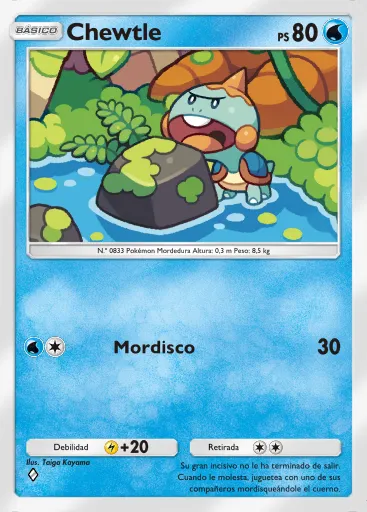 BÁSICO Chewtle PS 80
N.º 0833 Pokémon Mordedura Altura: 0,3 m Peso: 8,5 kg
Mordisco 30
Debilidad +20 Retirada
Ilus. Taiga Kayama
Su gran incisivo no le ha terminado de salir.
Cuando le molesta, juguetea con uno de sus
compañeros mordisqueándole el cuerno.